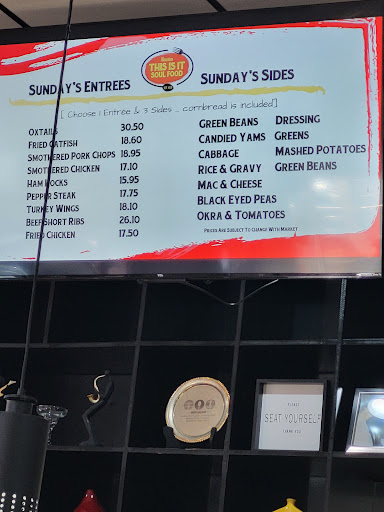 Houston
THIS IS IT
SOUL FOOD
SUNDAY'S ENTREES
SUNDAY'S SIDES
[ Choose 1 Entree & 3 Sides _ cornbread is included]
OXTAILS 30.50
FRIED CATFISH 18.60
SMOTHERED PORK CHOPS 18.95
SMOTHERED CHICKEN 17.10
HAM HOCKS 15.95
PEPPER STEAK 17.75
TURKEY WINGS 18.10
BEEF SHORT RIBS 26.10
FRIED CHICKEN 17.50
GREEN BEANS
CANDIED YAMS
CABBAGE
RICE & GRAVY
MAC & CHEESE
BLACK EYED PEAS
OKRA & TOMATOES
DRESSING
GREENS
MASHED POTATOES
GREEN BEANS
PRICES ARE SUBJECT TO CHANGE WITH MARKET
PLEASE
SEAT YOURSELF
THANK YOU